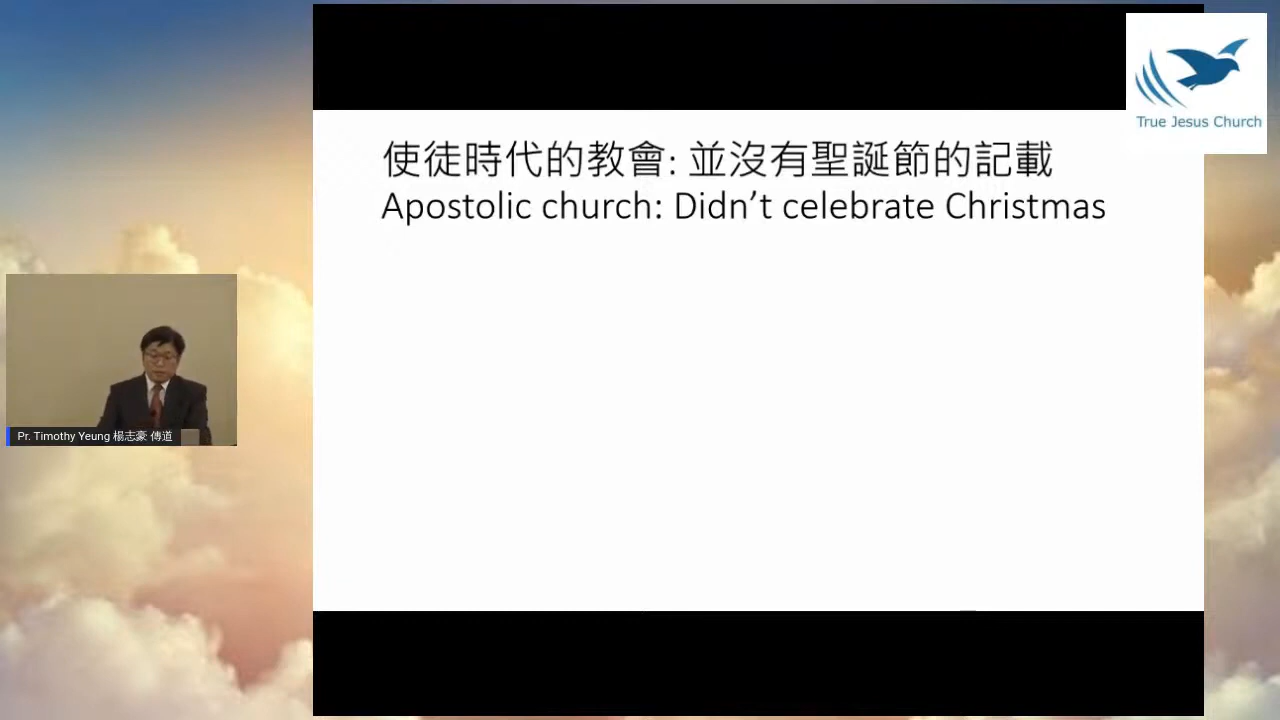 True Jesus Church
使徒時代的教會: 並沒有聖誕節的記載
Apostolic church: Didn’t celebrate Christmas
Pr. Timothy Yeung 楊志豪 傳道